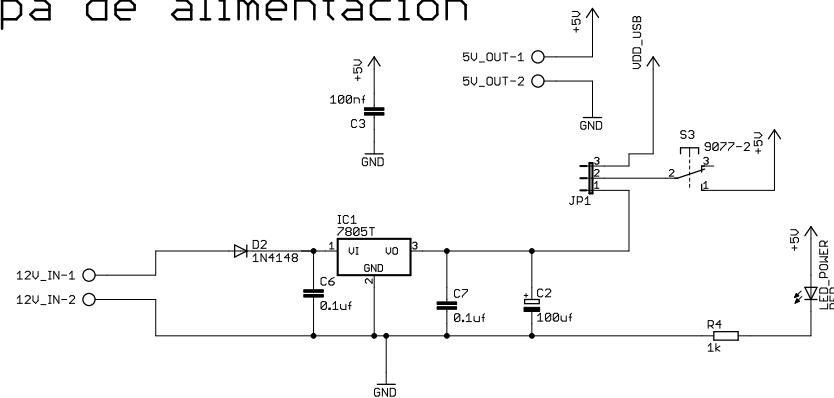 pa de alimentacion
+5V
VDD_USB
5V_OUT-1
5V_OUT-2
GND
+5V
100nf
C3
GND
S3
9077-2
+5V
3
2
1
JP1
2
3
1
IC1
7805T
D2
1N4148
1
VI
VO
3
GND
2
12V_IN-1
12V_IN-2
C6
0.1uf
C7
0.1uf
+
C2
100uf
+5V
LED_POWER
R4
1k
GND